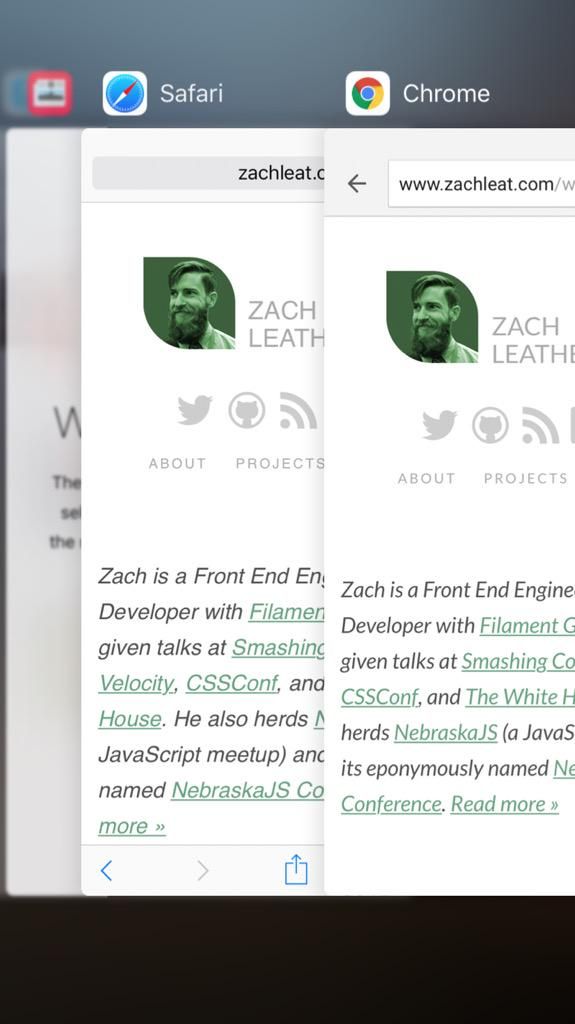 Safari
Chrome
zachleat.c
ZACH
LEATH
ABOUT PROJECTS
Zach is a Front End Eng
Developer with Filamen
given talks at Smashing
Velocity, CSSConf, and
House. He also herds N
JavaScript meetup) and
named NebraskaJS Co
more »
www.zachleat.com/w
ZACH
LEATHE
ABOUT PROJECTS
Zach is a Front End Enginee
Developer with Filament G
given talks at Smashing Co
CSSConf, and The White H
herds NebraskaJS (a JavaS
its eponymously named Ne
Conference. Read more »
W
The
sel
the